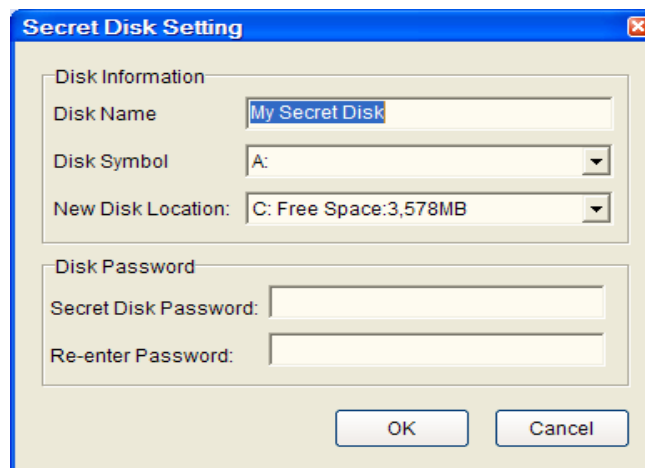 Secret Disk Setting
Disk Information
Disk Name My Secret Disk
Disk Symbol A:
New Disk Location: C: Free Space:3,578MB
Disk Password
Secret Disk Password:
Re-enter Password:
OK Cancel